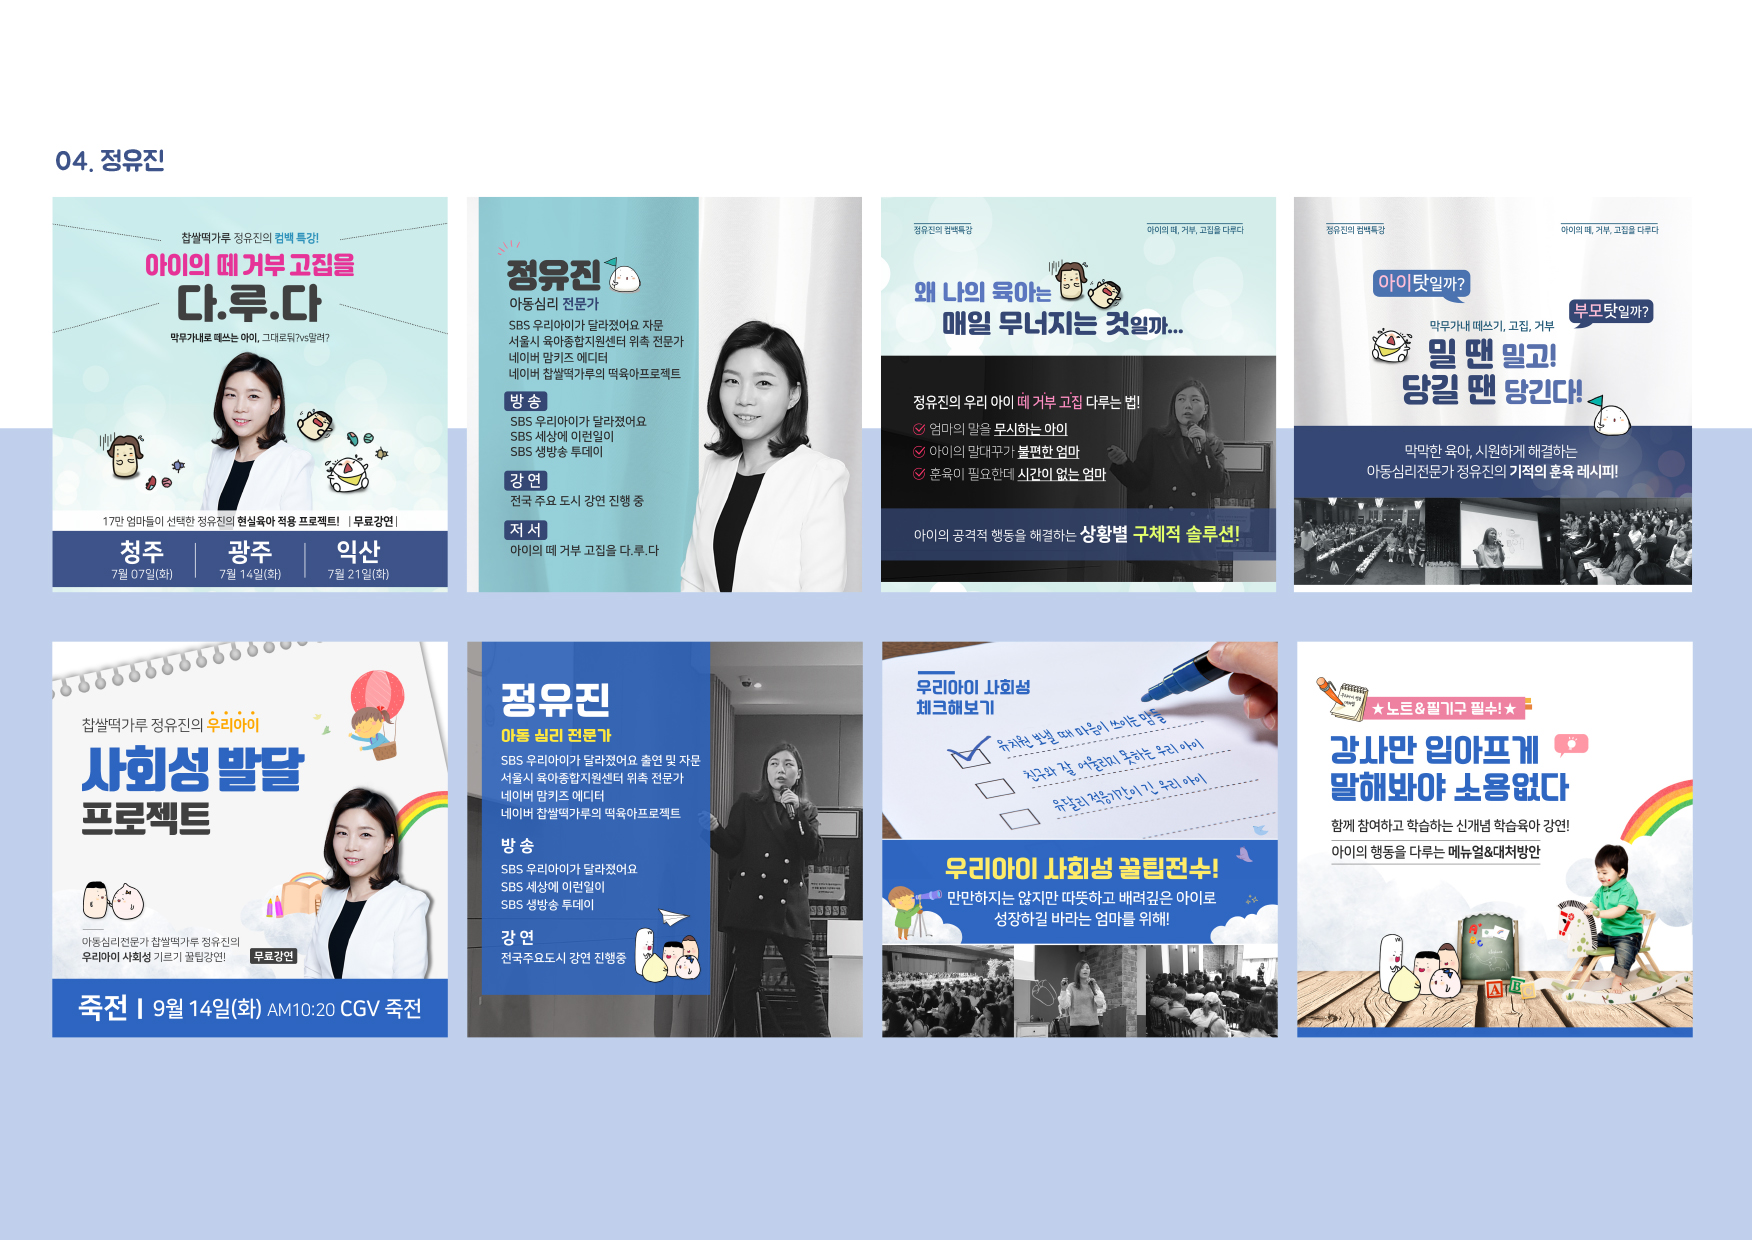 04. 정유진
찹쌀떡가루 정유진의 컴백 특강!
아이의 떼 거부 고집을
다.루.다
막무가내로 떼쓰는 아이, 그대로둬?vs말려?
17만 엄마들이 선택한 정유진의 현실육아 적용 프로젝트! | 무료강연 |
청주
7월 07일(화)
광주
7월 14일(화)
익산
7월 21일(화)
정유진
아동심리 전문가
SBS 우리아이가 달라졌어요 자문
서울시 육아종합지원센터 위촉 전문가
네이버 맘키즈 에디터
네이버 찹쌀떡가루의 떡육아프로젝트
방 송
SBS 우리아이가 달라졌어요
SBS 세상에 이런일이
SBS 생방송 투데이
강 연
전국 주요 도시 강연 진행 중
저 서
아이의 떼 거부 고집을 다.루.다
정유진의 컴백특강
아이의 떼, 거부, 고집을 다루다
왜 나의 육아는
매일 무너지는 것일까...
정유진의 우리 아이 떼 거부 고집 다루는 법!
엄마의 말을 무시하는 아이
아이의 말대꾸가 불편한 엄마
훈육이 필요한데 시간이 없는 엄마
아이의 공격적 행동을 해결하는 상황별 구체적 솔루션!
정유진의 컴백특강
아이의 떼, 거부, 고집을 다루다
아이탓일까?
부모탓일까?
막무가내 떼쓰기, 고집, 거부
밀 땐 밀고!
당길 땐 당긴다!
막막한 육아, 시원하게 해결하는
아동심리전문가 정유진의 기적의 훈육 레시피!
찹쌀떡가루 정유진의 우리아이
사회성 발달
프로젝트
아동심리전문가 찹쌀떡가루 정유진의
우리아이 사회성 기르기 꿀팁강연!
무료강연
죽전 | 9월 14일(화) AM10:20 CGV 죽전
정유진
아동 심리 전문가
SBS 우리아이가 달라졌어요 출연 및 자문
서울시 육아종합지원센터 위촉 전문가
네이버 맘키즈 에디터
네이버 찹쌀떡가루의 떡육아프로젝트
방 송
SBS 우리아이가 달라졌어요
SBS 세상에 이런일이
SBS 생방송 투데이
강 연
전국주요도시 강연 진행중
우리아이 사회성
체크해보기
유치원 보낼 때 마음이 쓰이는 맘들
친구와 잘 어울리지 못하는 우리 아이
유달리 적응기간이 긴 우리 아이
우리아이 사회성 꿀팁전수!
만만하지는 않지만 따뜻하고 배려깊은 아이로
성장하길 바라는 엄마를 위해!
★노트&필기구 필수!★
강사만 입아프게
말해봐야 소용없다
함께 참여하고 학습하는 신개념 학습육아 강연!
아이의 행동을 다루는 메뉴얼&대처방안